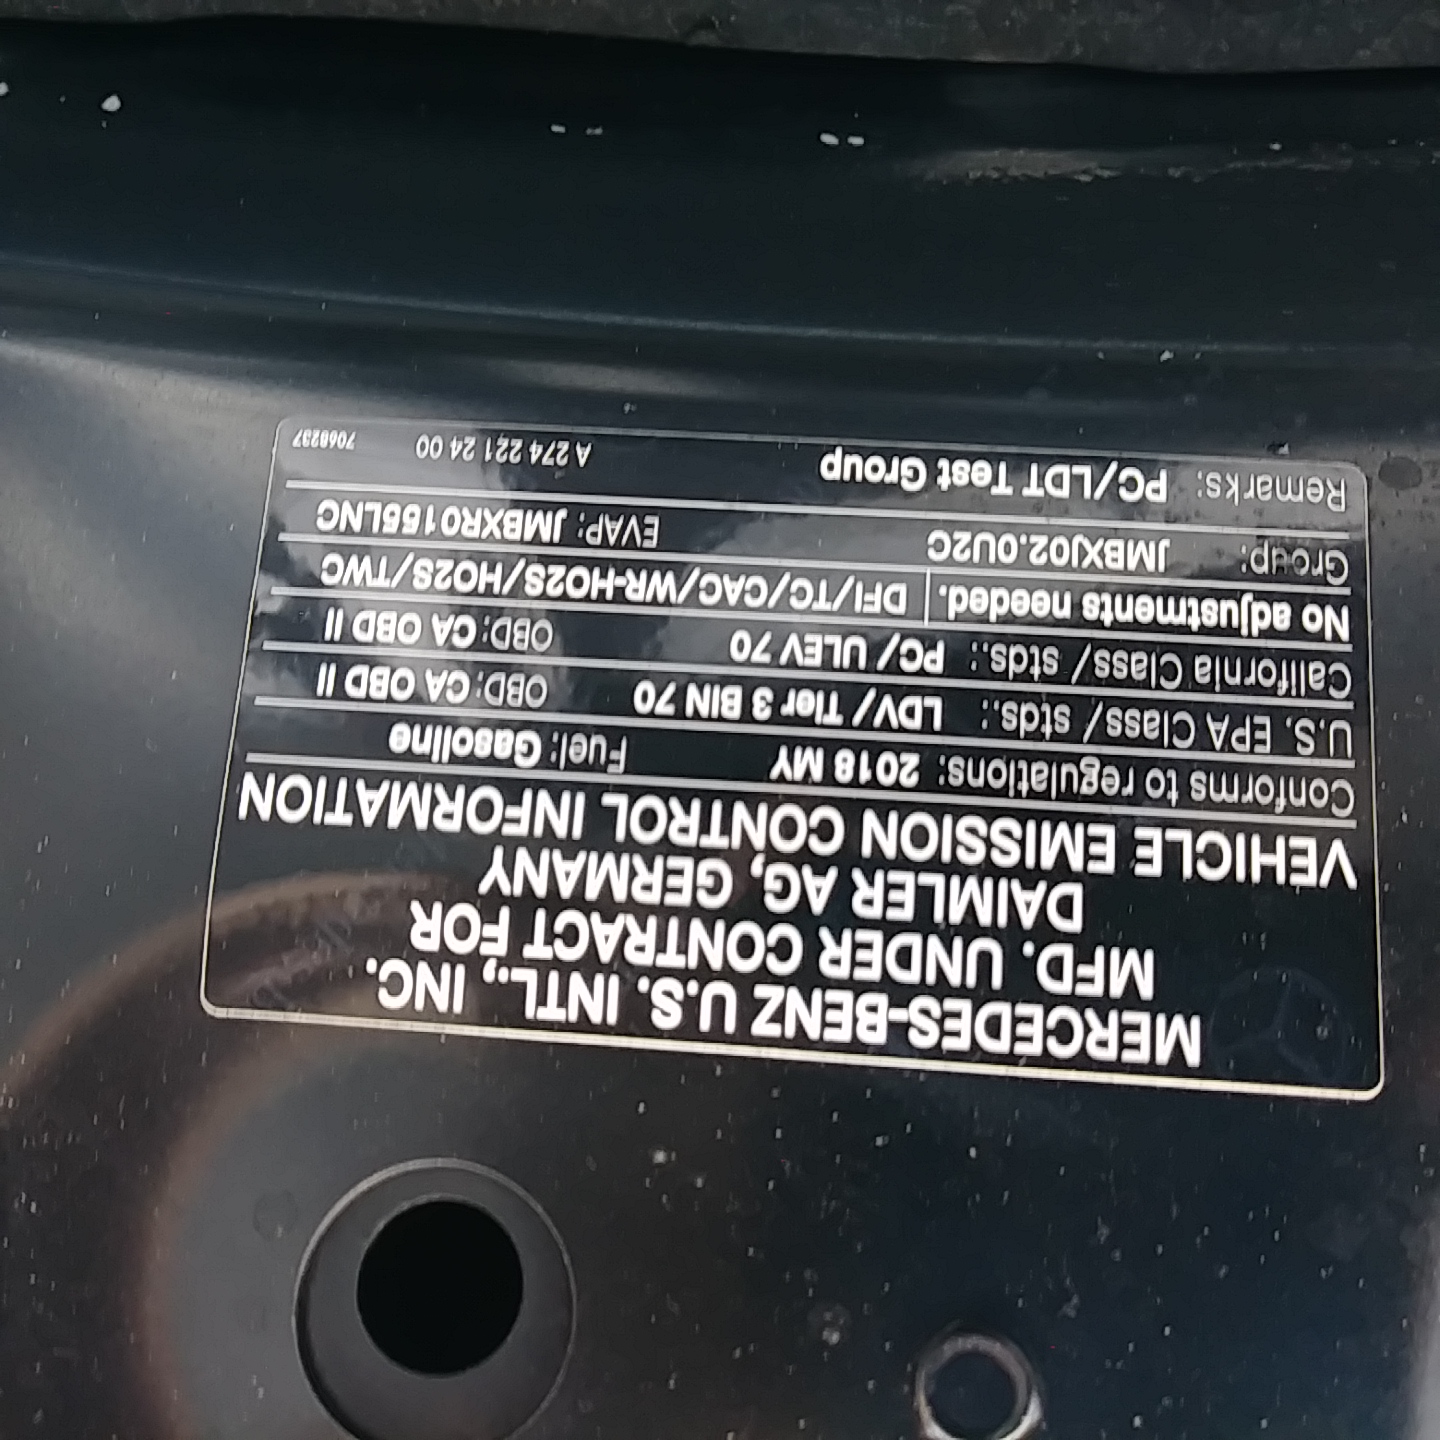 MERCEDES-BENZ U.S. INTL., INC.
MFD. UNDER CONTRACT FOR
DAIMLER AG, GERMANY
VEHICLE EMISSION CONTROL INFORMATION
Conforms to regulations: 2018 MY Fuel: Gasoline
U.S. EPA Class/ stds.: LDV/ Tier 3 BIN 70 OBD: CA OBD II
California Class/ stds.: PC/ ULEV 70 OBD: CA OBD II
No adjustments needed. DFI/TC/CAC/WR-HO2S/HO2S/TWC
Group: JMBXJ02.0U2C EVAP: JMBXR0155LNC
Remarks: PC/LDT Test Group A 274 221 24 00 7068237